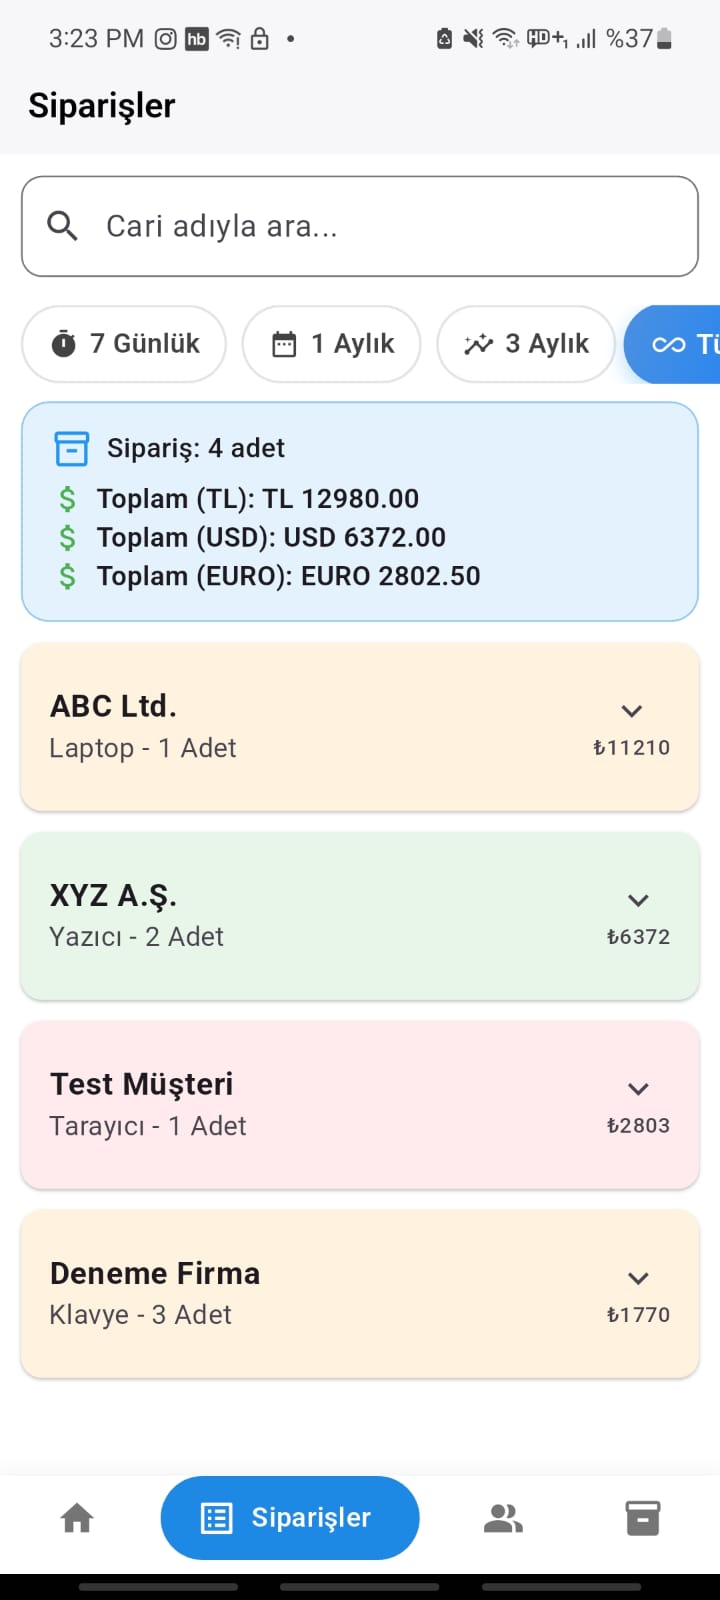 3:23 PM hb HD+1 %37
Siparişler
Cari adıyla ara...
7 Günlük 1 Aylık 3 Aylık Tü
Sipariş: 4 adet
$ Toplam (TL): TL 12980.00
$ Toplam (USD): USD 6372.00
$ Toplam (EURO): EURO 2802.50
ABC Ltd.
Laptop - 1 Adet ₺11210
XYZ A.Ş.
Yazıcı - 2 Adet ₺6372
Test Müşteri
Tarayıcı - 1 Adet ₺2803
Deneme Firma
Klavye - 3 Adet ₺1770
Siparişler